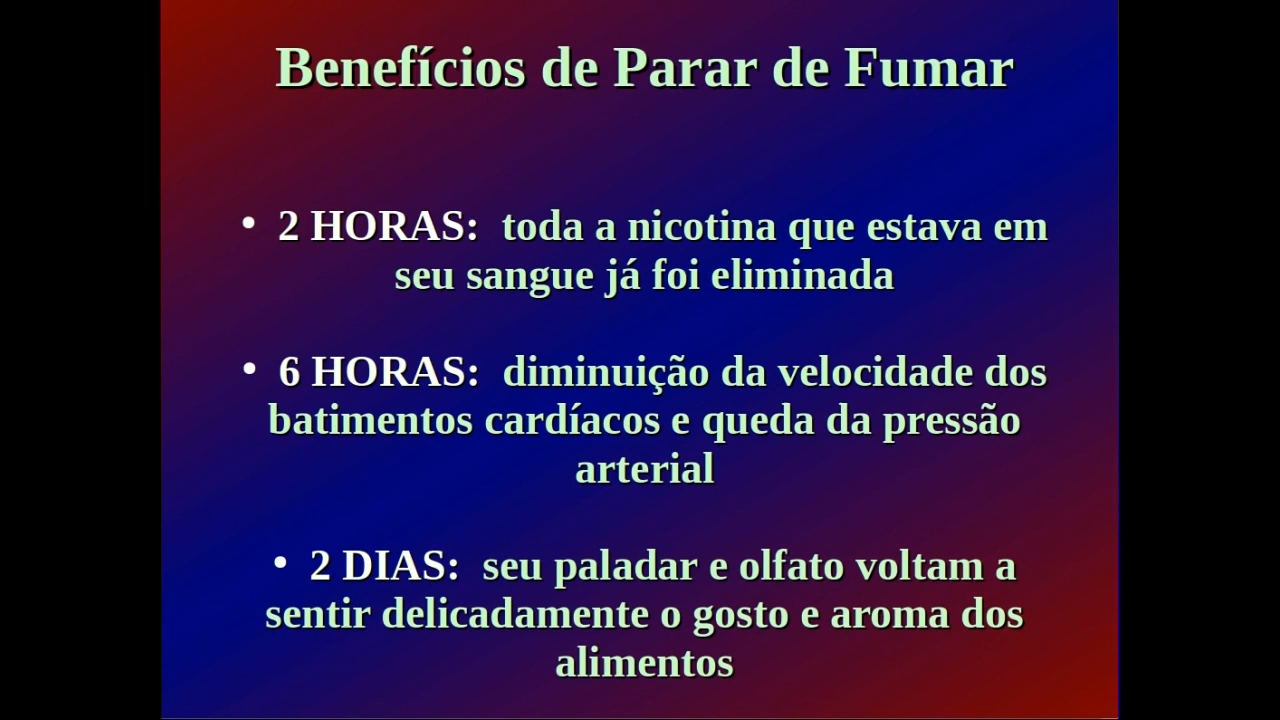 Benefícios de Parar de Fumar
• 2 HORAS: toda a nicotina que estava em
seu sangue já foi eliminada
• 6 HORAS: diminuição da velocidade dos
batimentos cardíacos e queda da pressão
arterial
• 2 DIAS: seu paladar e olfato voltam a
sentir delicadamente o gosto e aroma dos
alimentos